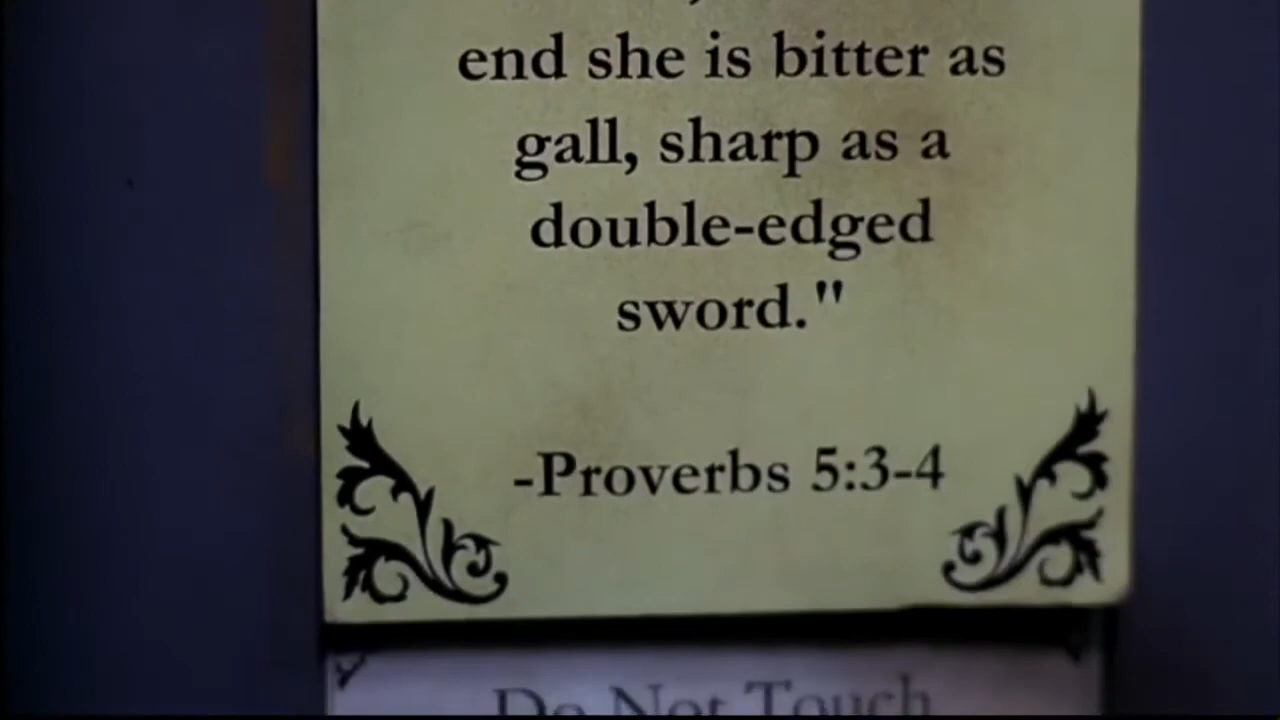 end she is bitter as
gall, sharp as a
double-edged
sword."
-Proverbs 5:3-4
Do Not Touch